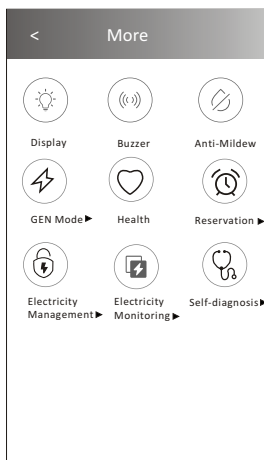 < More
Display Buzzer Anti-Mildew
GEN Mode▶ Health Reservation▶
Electricity Electricity Self-diagnosis▶
Management▶ Monitoring▶